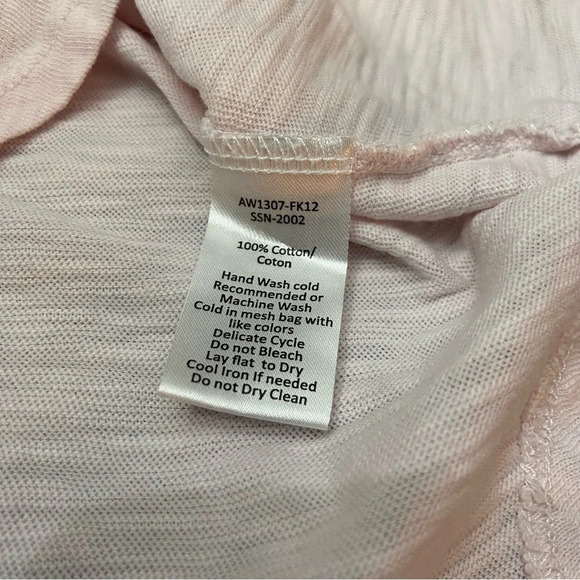 AW1307-FK12
SSN-2002
100% Cotton/
Coton
Hand Wash cold
Recommended or
Machine Wash
Cold in mesh bag with
like colors
Delicate Cycle
Do not Bleach
Lay flat to Dry
Cool Iron If needed
Do not Dry Clean